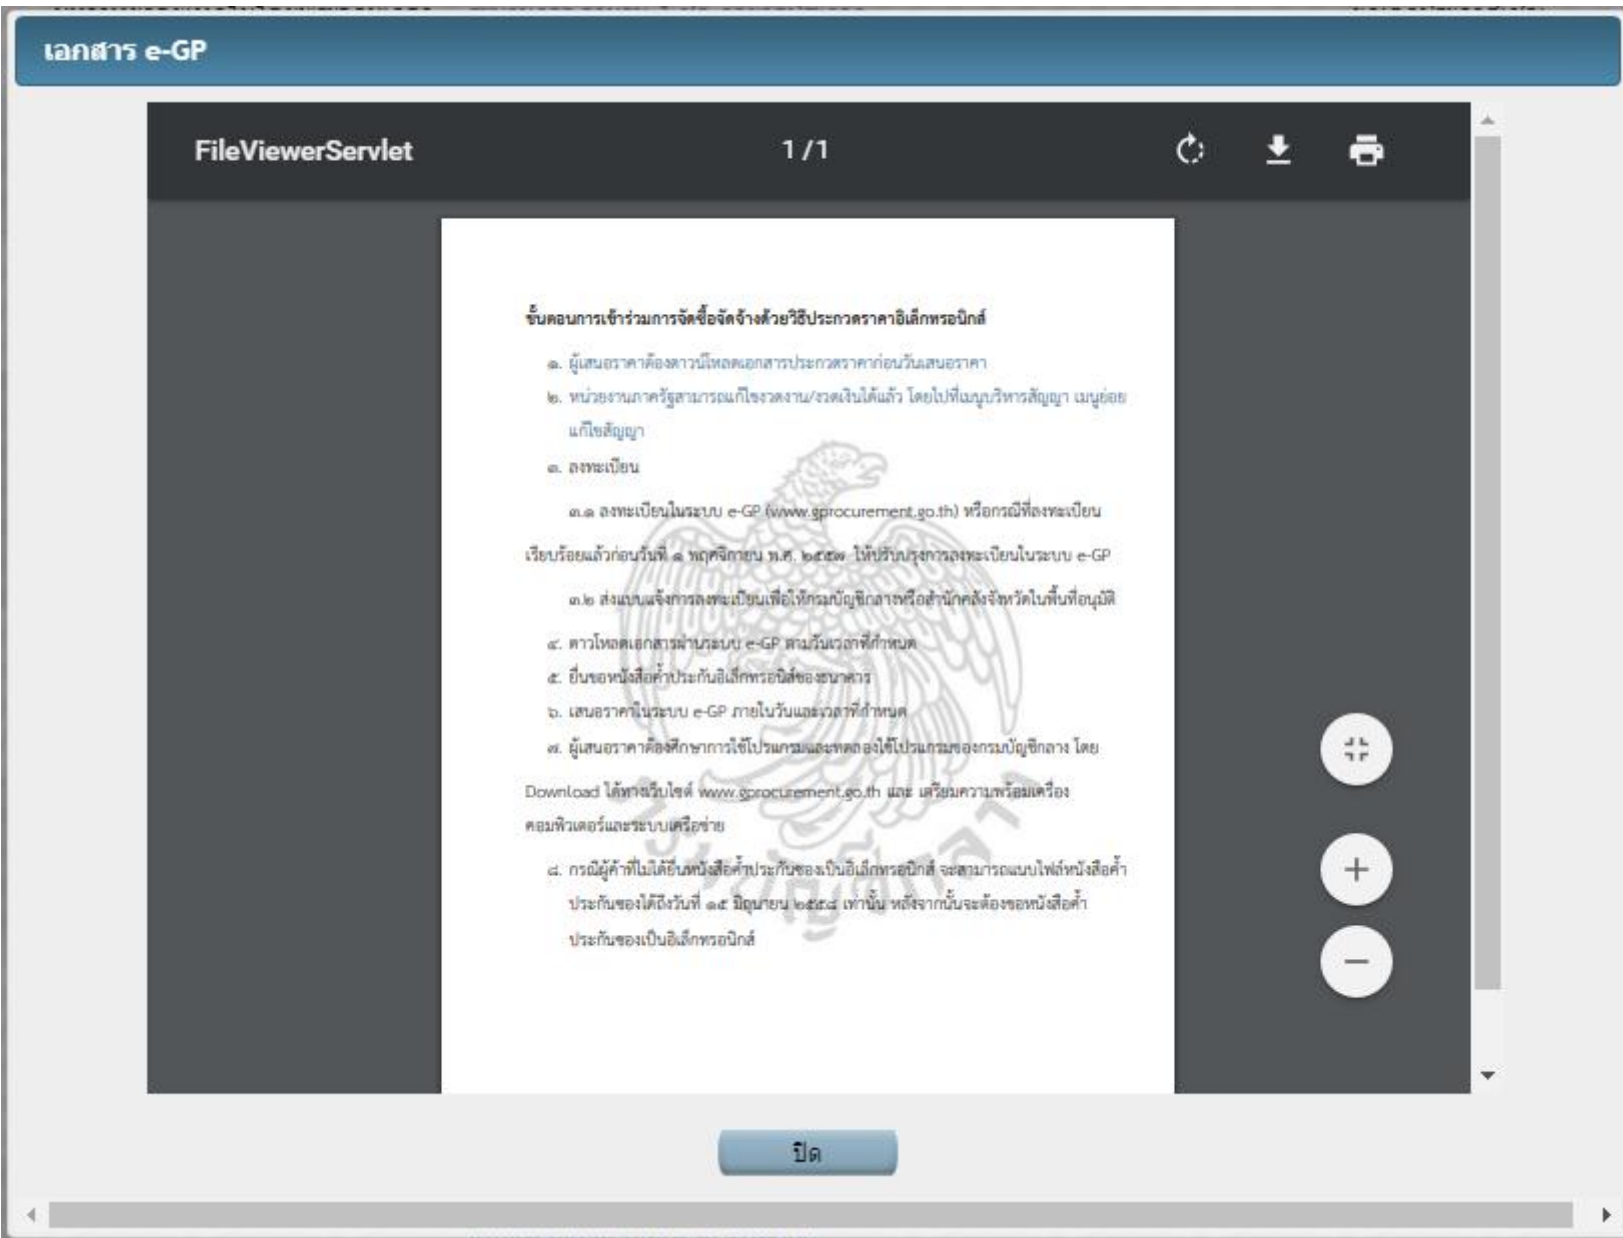 เอกสาร e-GP
FileViewerServlet
1 / 1
ขั้นตอนการเข้าร่วมการจัดซื้อจัดจ้างด้วยวิธีประกวดราคาอิเล็กทรอนิกส์
๑. ผู้เสนอราคาต้องดาวน์โหลดเอกสารประกวดราคาก่อนวันเสนอราคา
๒. หน่วยงานภาครัฐสามารถแก้ไขงวดงาน/งวดเงินได้แล้ว โดยไปที่เมนูบริหารสัญญา เมนูย่อย
แก้ไขสัญญา
๓. ลงทะเบียน
๓.๑ ลงทะเบียนในระบบ e-GP (www.gprocurement.go.th) หรือกรณีที่ลงทะเบียน
เรียบร้อยแล้วก่อนวันที่ ๑ พฤศจิกายน พ.ศ. ๒๕๕๗ ให้ปรับปรุงการลงทะเบียนในระบบ e-GP
๓.๒ ส่งแบบแจ้งการลงทะเบียนเพื่อให้กรมบัญชีกลางหรือสำนักคลังจังหวัดในพื้นที่อนุมัติ
๔. ดาวโหลดเอกสารผ่านระบบ e-GP ตามวันเวลาที่กำหนด
๕. ยื่นขอหนังสือค้ำประกันอิเล็กทรอนิส์ของธนาคาร
๖. เสนอราคาในระบบ e-GP ภายในวันและเวลาที่กำหนด
๗. ผู้เสนอราคาต้องศึกษาการใช้โปรแกรมและทดลองใช้โปรแกรมของกรมบัญชีกลาง โดย
Download ได้ทางเว็บไซต์ www.gprocurement.go.th และ เตรียมความพร้อมเครื่อง
คอมพิวเตอร์และระบบเครือข่าย
๘. กรณีผู้ค้าที่ไม่ได้ยื่นหนังสือค้ำประกันซองเป็นอิเล็กทรอนิกส์ จะสามารถแนบไฟล์หนังสือค้ำ
ประกันซองได้ถึงวันที่ ๑๕ มิถุนายน ๒๕๕๘ เท่านั้น หลังจากนั้นจะต้องขอหนังสือค้ำ
ประกันซองเป็นอิเล็กทรอนิกส์
กรมบัญชีกลาง
ปิด